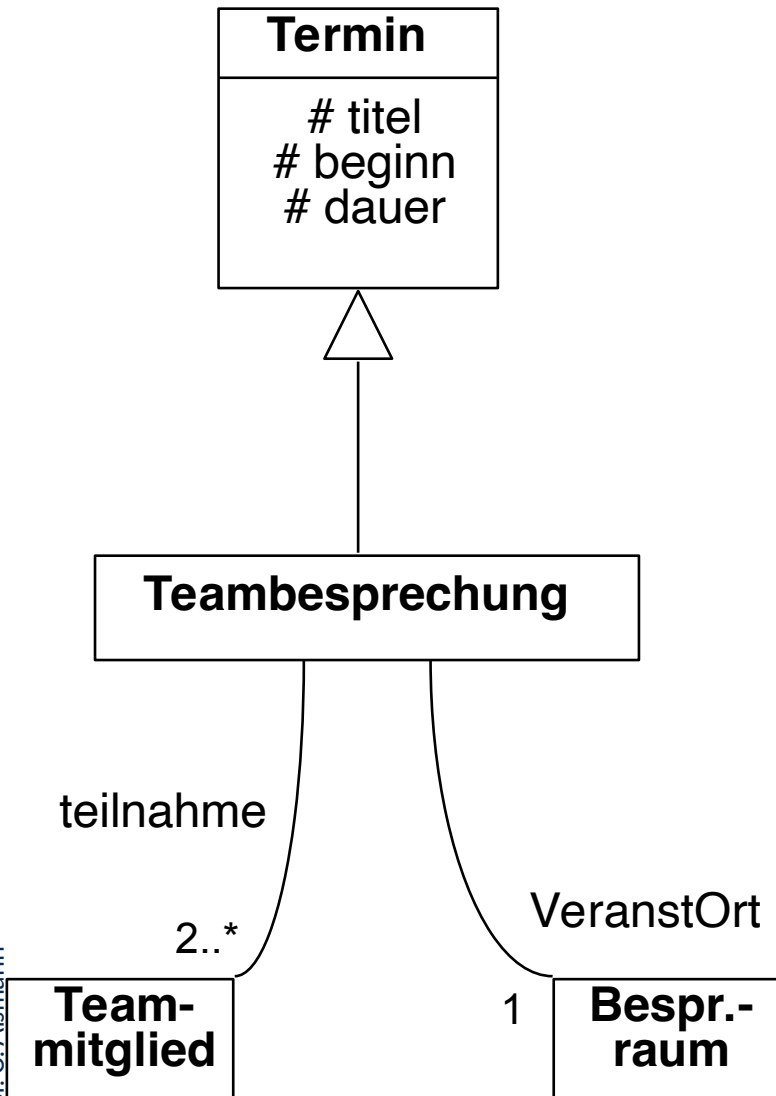 Termin
# titel
# beginn
# dauer
Teambesprechung
teilnahme
VeranstOrt
2..*
1
Team-
mitglied
Bespr.-
raum